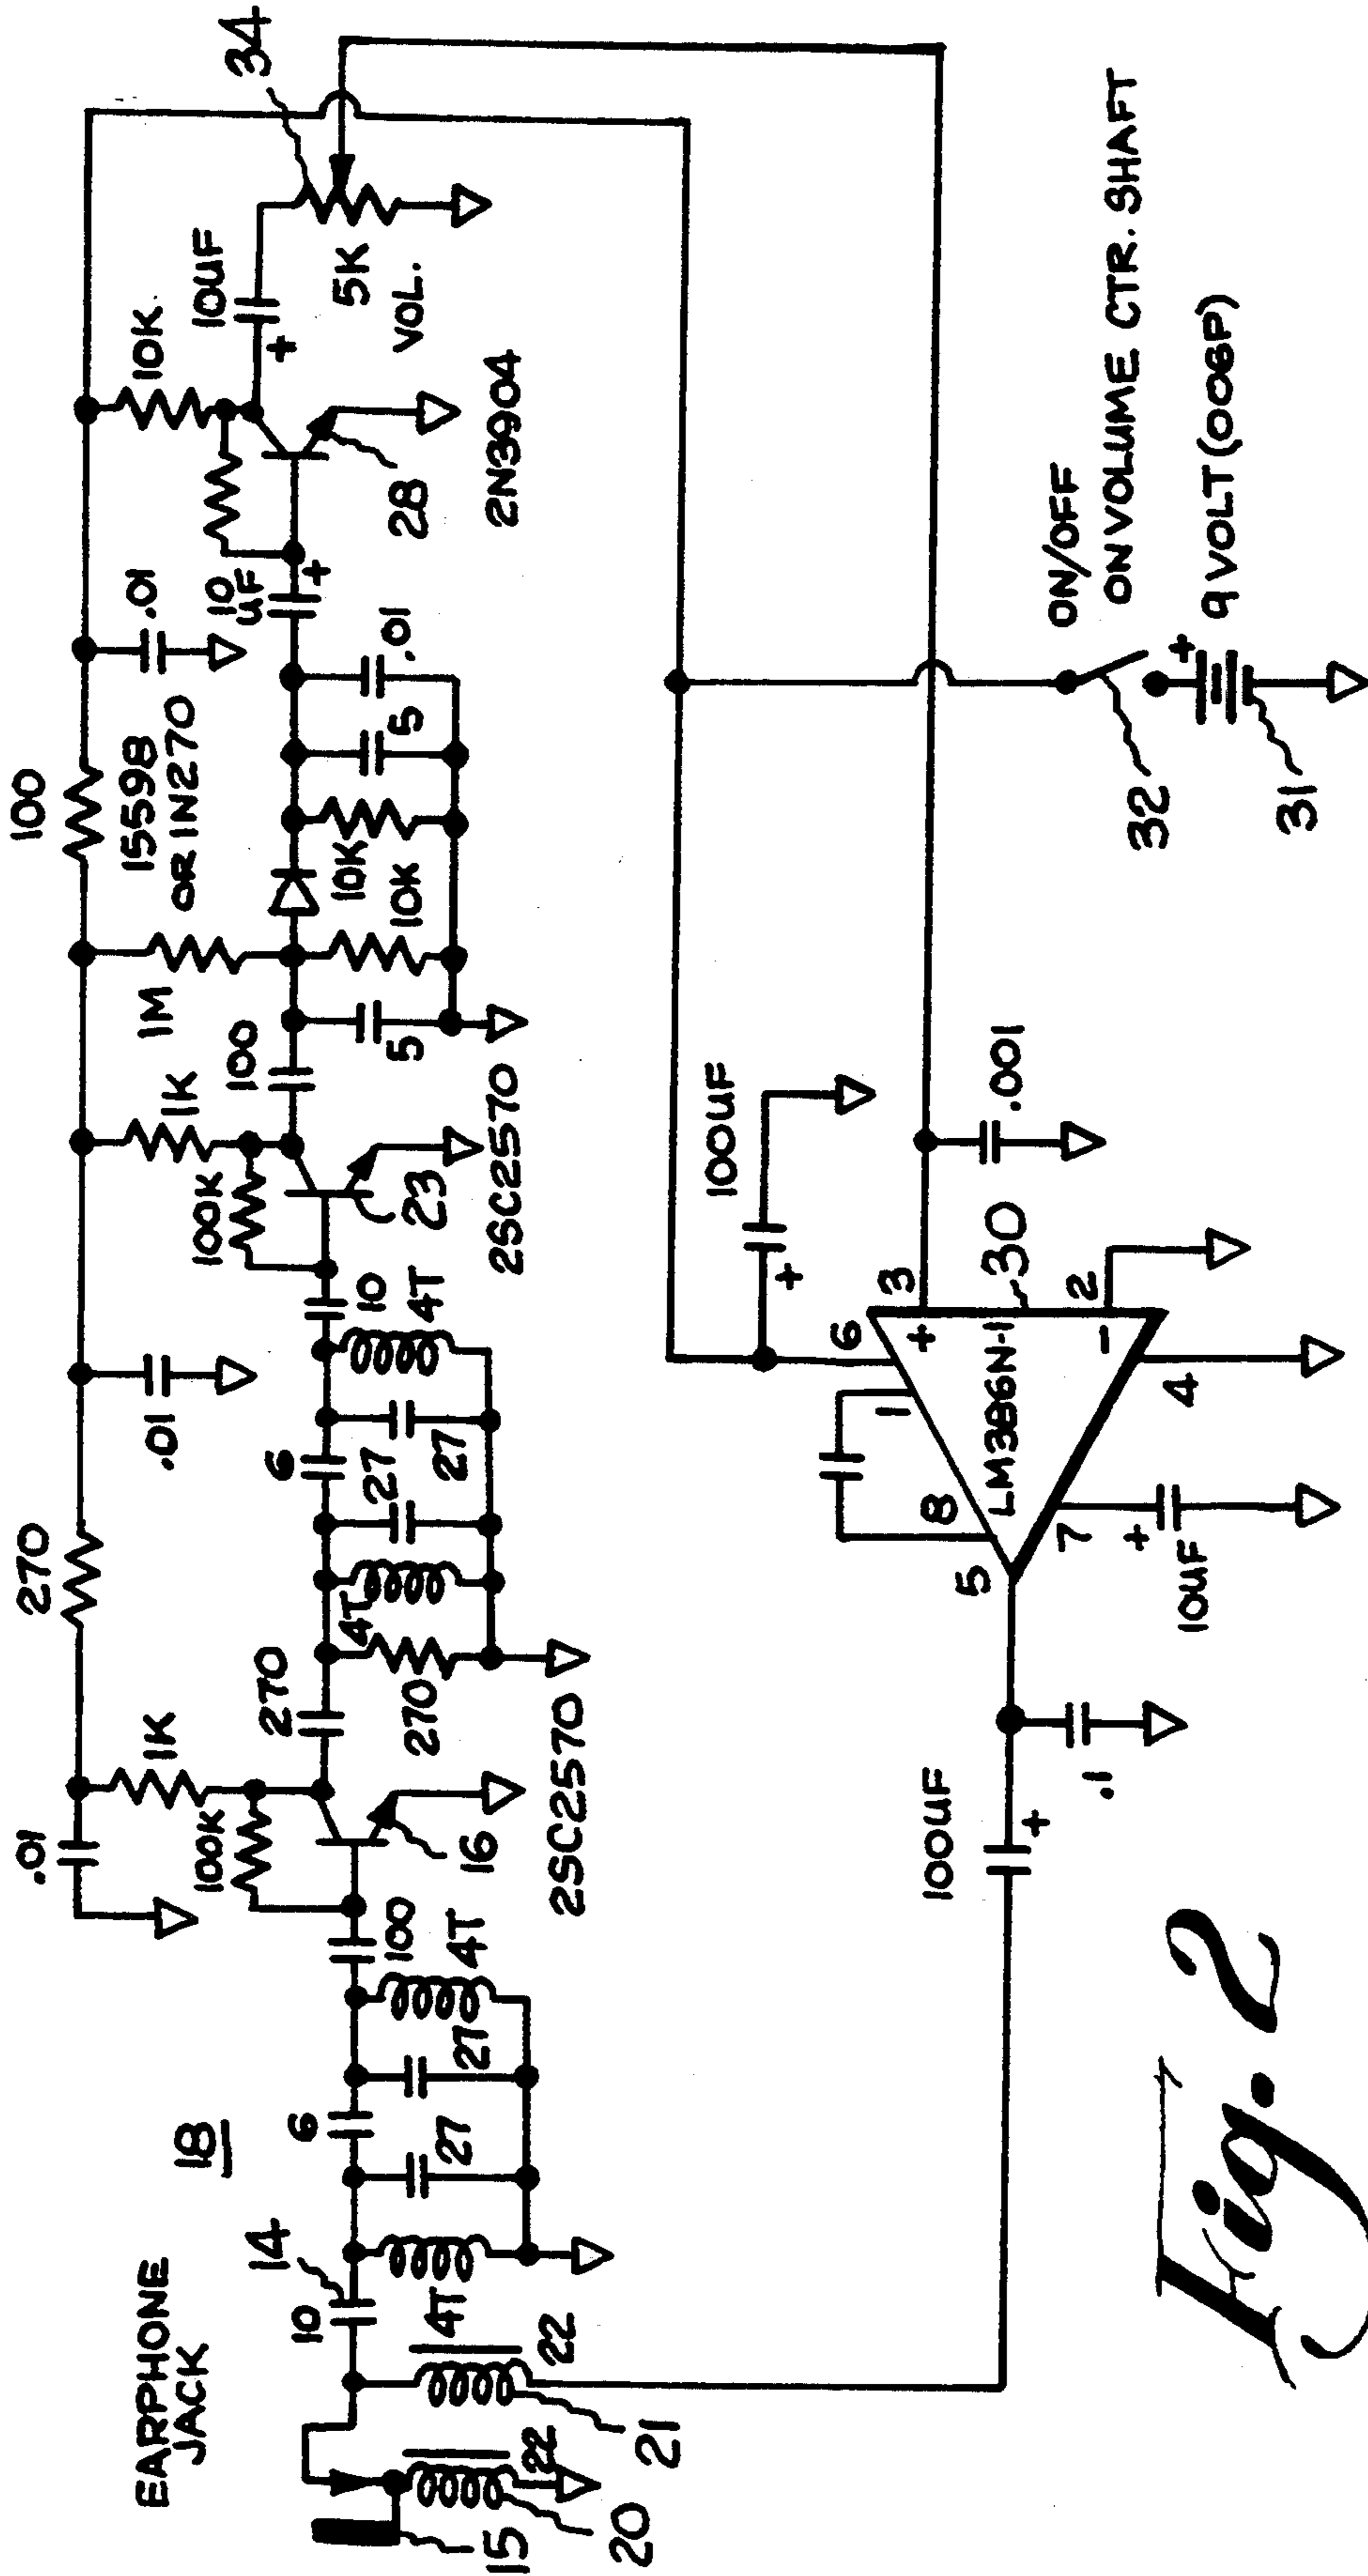 EARPHONE
JACK
18
.01
270
100
34
1K
100K
.01
1K
100K
1M
15598
OR 1N270
.01
10K
10UF
10
14
6
27
27
4T
4T
100
16
2SC2570
270
270
4T
6
27
27
4T
10
23
2SC2570
100
5
10K
10K
5
.01
10
UF
28
2N3904
5K
VOL.
15
20
22
21
22
100UF
+
.1
100UF
+
5
8
1
6
3
+
LM386N-1
30
2
-
7
4
+
10UF
.001
ON/OFF
ON VOLUME CTR. SHAFT
32
+
9 VOLT (006P)
31
+
+
Fig. 2